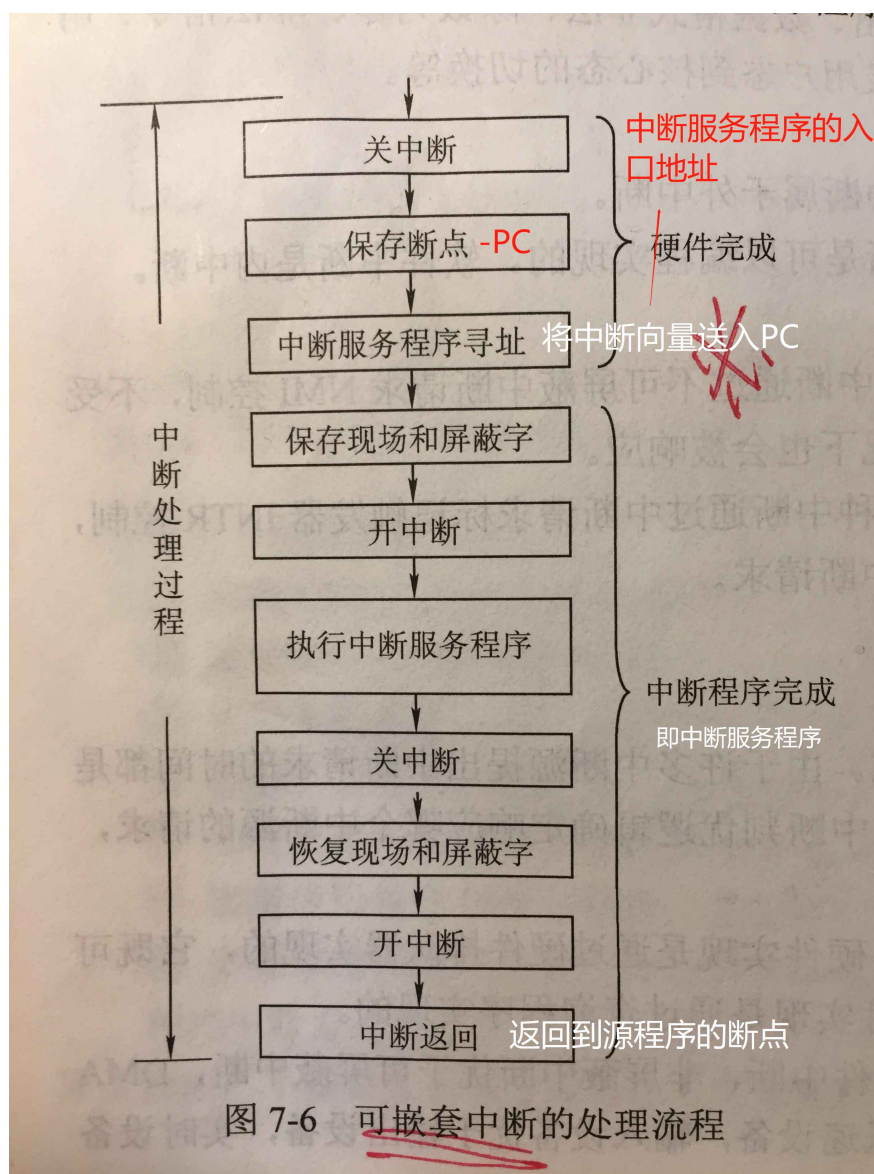 中断服务程序的入
口地址
关中断
保存断点 -PC
硬件完成
中断服务程序寻址 将中断向量送入PC
保存现场和屏蔽字
开中断
执行中断服务程序
中断处理过程
中断程序完成
即中断服务程序
关中断
恢复现场和屏蔽字
开中断
中断返回 返回到源程序的断点
图 7-6 可嵌套中断的处理流程